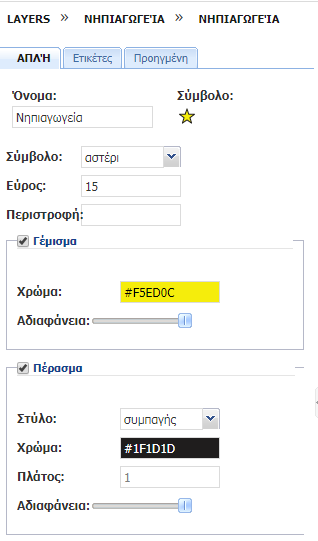 LAYERS » ΝΗΠΙΑΓΩΓΕΊΑ » ΝΗΠΙΑΓΩΓΕΊΑ
ΑΠΛΉ Ετικέτες Προηγμένη
Όνομα: Σύμβολο:
Νηπιαγωγεία
Σύμβολο: αστέρι
Εύρος: 15
Περιστροφή:
Γέμισμα
Χρώμα: #F5ED0C
Αδιαφάνεια:
Πέρασμα
Στύλο: συμπαγής
Χρώμα: #1F1D1D
Πλάτος: 1
Αδιαφάνεια: